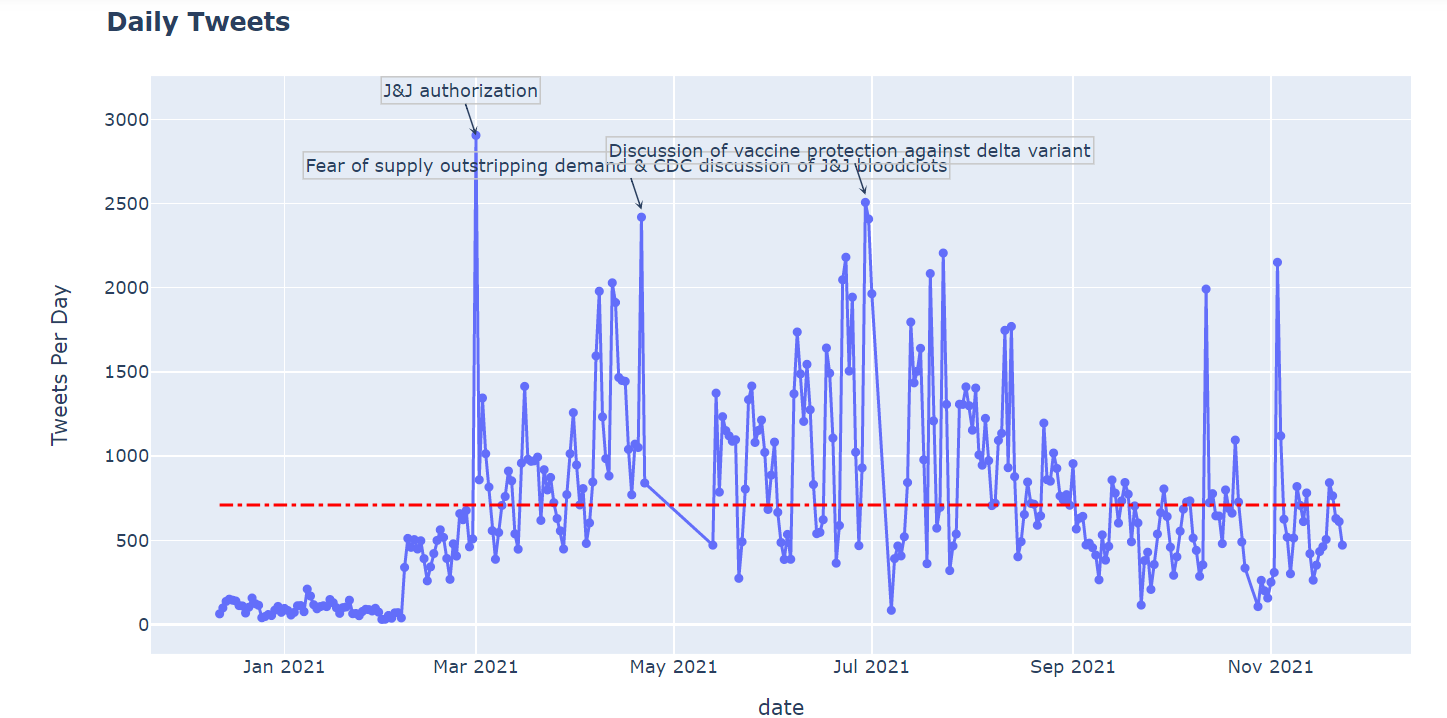 Daily Tweets
J&J authorization
Discussion of vaccine protection against delta variant
Fear of supply outstripping demand & CDC discussion of J&J bloodclots
3000
2500
2000
1500
1000
500
0
Tweets Per Day
Jan 2021 Mar 2021 May 2021 Jul 2021 Sep 2021 Nov 2021
date